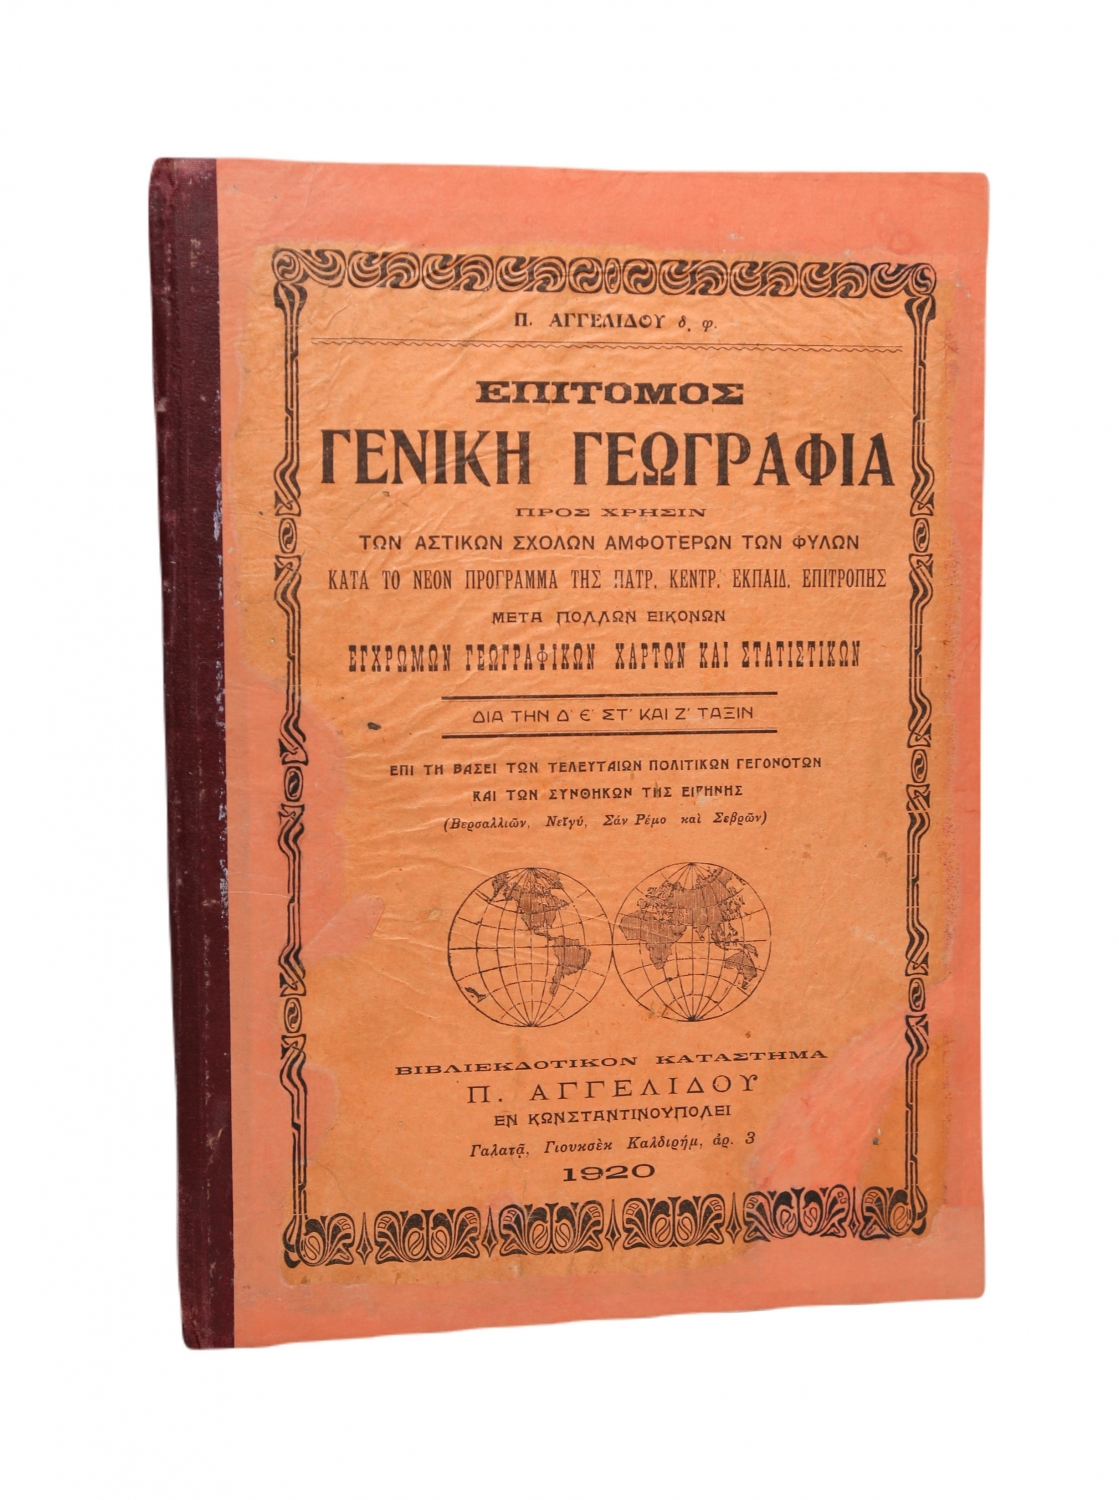 Π. ΑΓΓΕΛΙΔΟΥ δ. φ.
ΕΠΙΤΟΜΟΣ
ΓΕΝΙΚΗ ΓΕΩΓΡΑΦΙΑ
ΠΡΟΣ ΧΡΗΣΙΝ
ΤΩΝ ΑΣΤΙΚΩΝ ΣΧΟΛΩΝ ΑΜΦΟΤΕΡΩΝ ΤΩΝ ΦΥΛΩΝ
ΚΑΤΑ ΤΟ ΝΕΟΝ ΠΡΟΓΡΑΜΜΑ ΤΗΣ ΠΑΤΡ. ΚΕΝΤΡ. ΕΚΠΑΙΔ. ΕΠΙΤΡΟΠΗΣ
ΜΕΤΑ ΠΟΛΛΩΝ ΕΙΚΟΝΩΝ
ΕΓΧΡΩΜΩΝ ΓΕΩΓΡΑΦΙΚΩΝ ΧΑΡΤΩΝ ΚΑΙ ΣΤΑΤΙΣΤΙΚΩΝ
ΔΙΑ ΤΗΝ Δ' Ε' ΣΤ' ΚΑΙ Ζ' ΤΑΞΙΝ
ΕΠΙ ΤΗ ΒΑΣΕΙ ΤΩΝ ΤΕΛΕΥΤΑΙΩΝ ΠΟΛΙΤΙΚΩΝ ΓΕΓΟΝΟΤΩΝ
ΚΑΙ ΤΩΝ ΣΥΝΘΗΚΩΝ ΤΗΣ ΕΙΡΗΝΗΣ
(Βερσαλλιῶν, Νεϊγύ, Σάν Ρέμο καὶ Σεβρῶν)
ΒΙΒΛΙΕΚΔΟΤΙΚΟΝ ΚΑΤΑΣΤΗΜΑ
Π. ΑΓΓΕΛΙΔΟΥ
ΕΝ ΚΩΝΣΤΑΝΤΙΝΟΥΠΟΛΕΙ
Γαλατᾷ, Γιουκσὲκ Καλδιρήμ, ἀρ. 3
1920